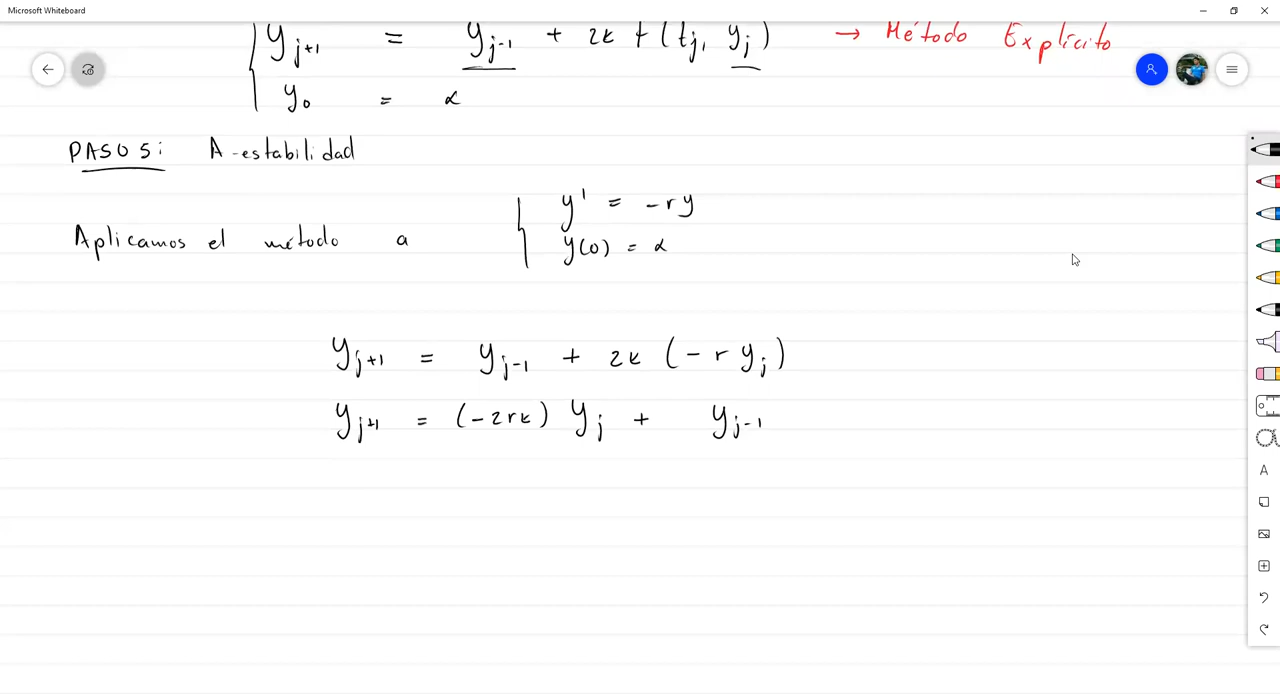 Microsoft Whiteboard
y_{j+1} = y_{j-1} + 2k f(t_j, y_j) → Método Explícito
y_0 = α
PASO 5: A-estabilidad
y' = -ry
Aplicamos el método a
y(0) = α
y_{j+1} = y_{j-1} + 2k (-r y_j)
y_{j+1} = (-2rk) y_j + y_{j-1}
A